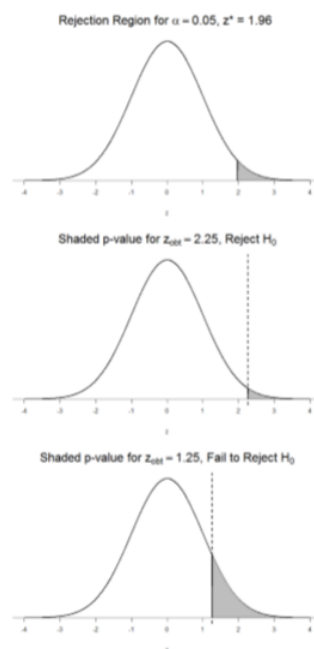 Rejection Region for α = 0.05, z* = 1.96
-4 -3 -2 -1 0 1 2 3 4
z
Shaded p-value for zobt = 2.25, Reject H0
-4 -3 -2 -1 0 1 2 3 4
z
Shaded p-value for zobt = 1.25, Fail to Reject H0
-4 -3 -2 -1 0 1 2 3 4